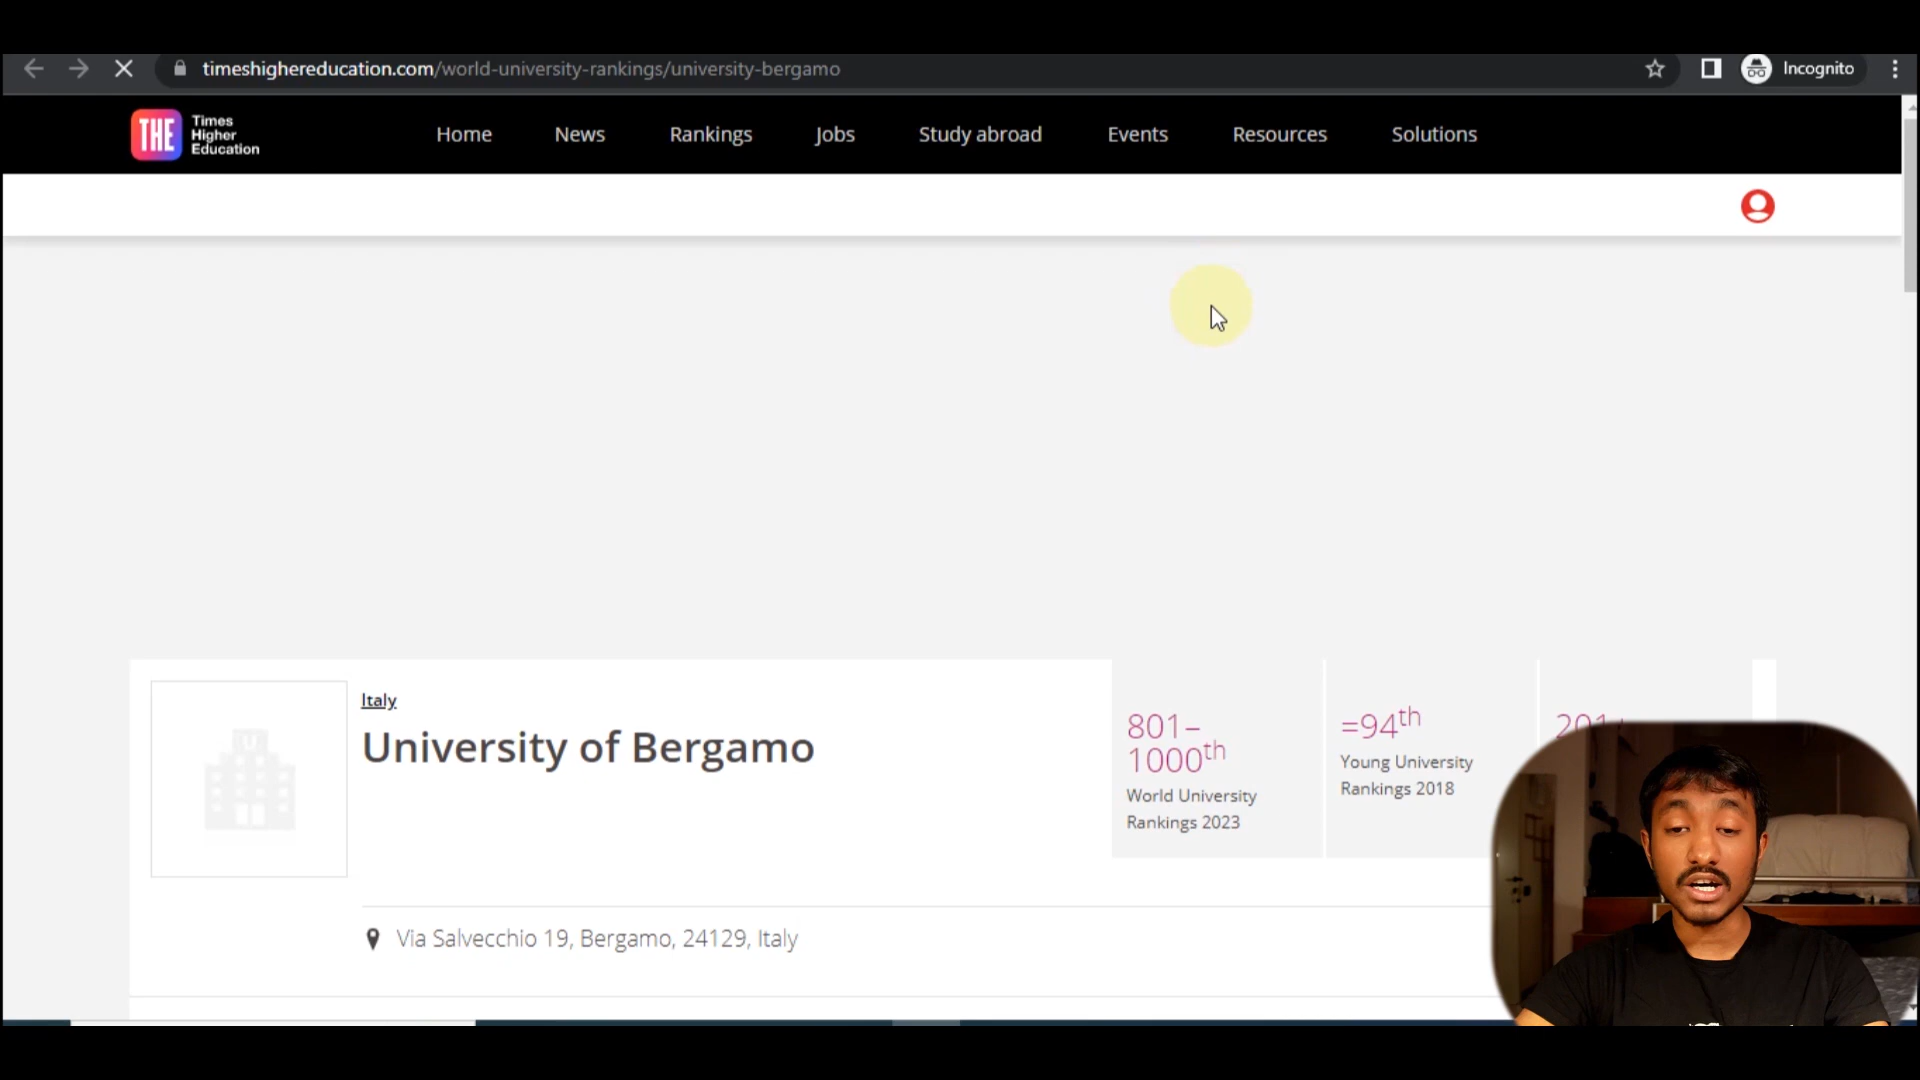 timeshighereducation.com/world-university-rankings/university-bergamo
Incognito
THE
Times
Higher
Education
Home
News
Rankings
Jobs
Study abroad
Events
Resources
Solutions
Italy
University of Bergamo
801–
1000th
World University
Rankings 2023
=94th
Young University
Rankings 2018
Via Salvecchio 19, Bergamo, 24129, Italy